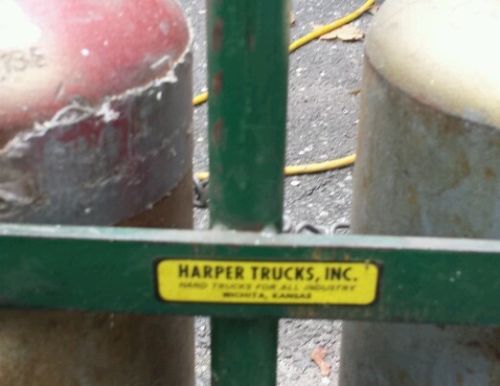 HARPER TRUCKS, INC.
HAND TRUCKS FOR ALL INDUSTRY
WICHITA, KANSAS